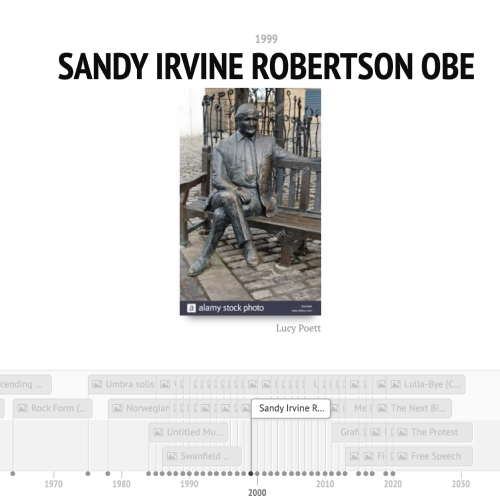 1999
SANDY IRVINE ROBERTSON OBE
a alamy stock photo
Lucy Poett
cending ...
Umbra solis
Lulla-Bye (C...
Rock Form (...
Norwegian
Sandy Irvine R...
Me
The Next Bi...
Untitled Mu...
Graf
The Protest
Swanfield ...
Free Speech
1970
1980
1990
2000
2010
2020
2030